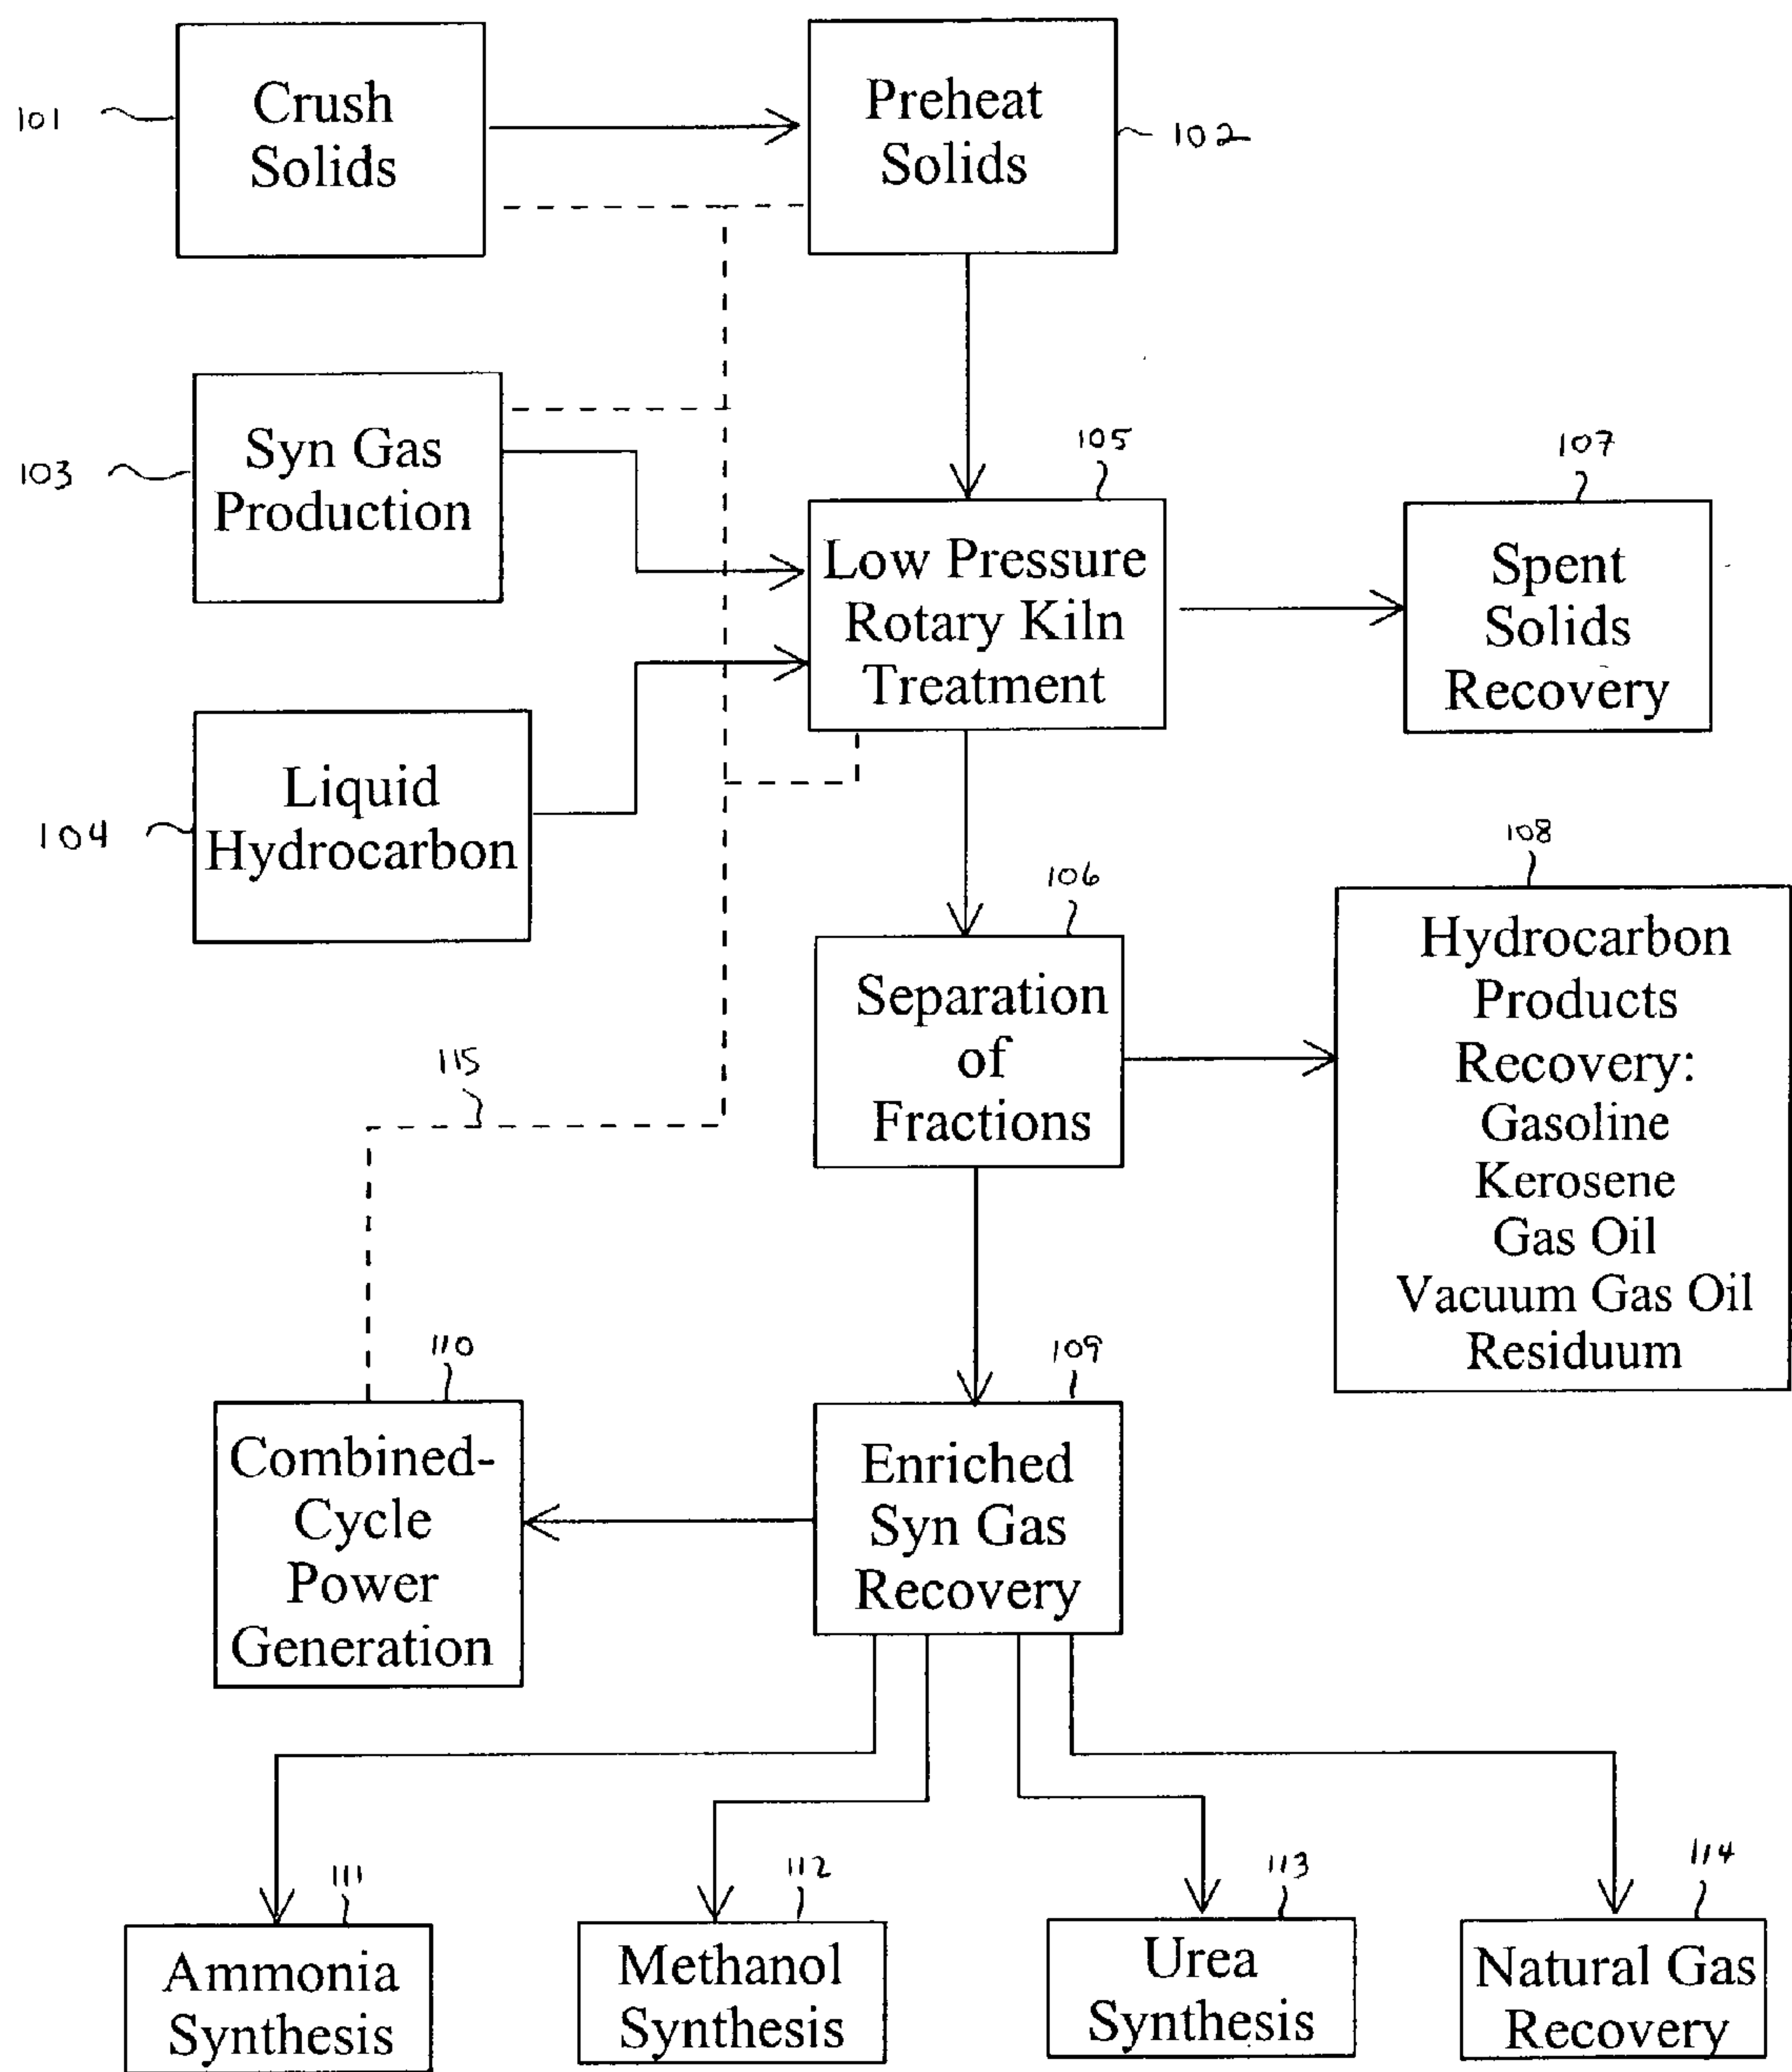 101
Crush
Solids
Preheat
Solids
102
103
Syn Gas
Production
105
Low Pressure
Rotary Kiln
Treatment
107
Spent
Solids
Recovery
104
Liquid
Hydrocarbon
106
Separation
of
Fractions
108
Hydrocarbon
Products
Recovery:
Gasoline
Kerosene
Gas Oil
Vacuum Gas Oil
Residuum
115
110
Combined-
Cycle
Power
Generation
109
Enriched
Syn Gas
Recovery
111
Ammonia
Synthesis
112
Methanol
Synthesis
113
Urea
Synthesis
114
Natural Gas
Recovery